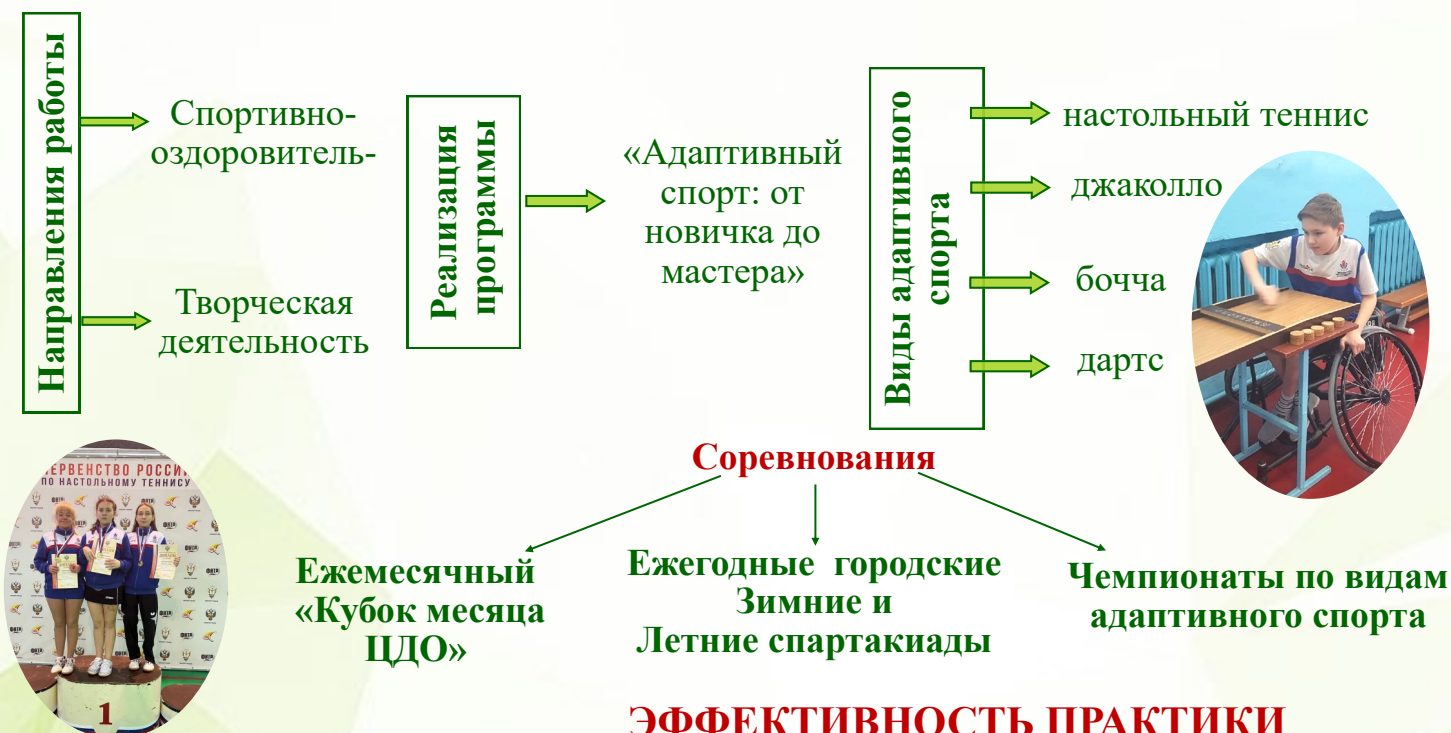 Направления работы
Спортивно-
оздоровитель-
Творческая
деятельность
Реализация
программы
«Адаптивный
спорт: от
новичка до
мастера»
Виды адаптивного
спорта
настольный теннис
джаколло
бочча
дартс
Соревнования
Ежемесячный
«Кубок месяца
ЦДО»
Ежегодные городские
Зимние и
Летние спартакиады
Чемпионаты по видам
адаптивного спорта
ЕРВЕНСТВО РОССИ
ПО НАСТОЛЬНОМУ ТЕННИСУ
1
ЭФФЕКТИВНОСТЬ ПРАКТИКИ